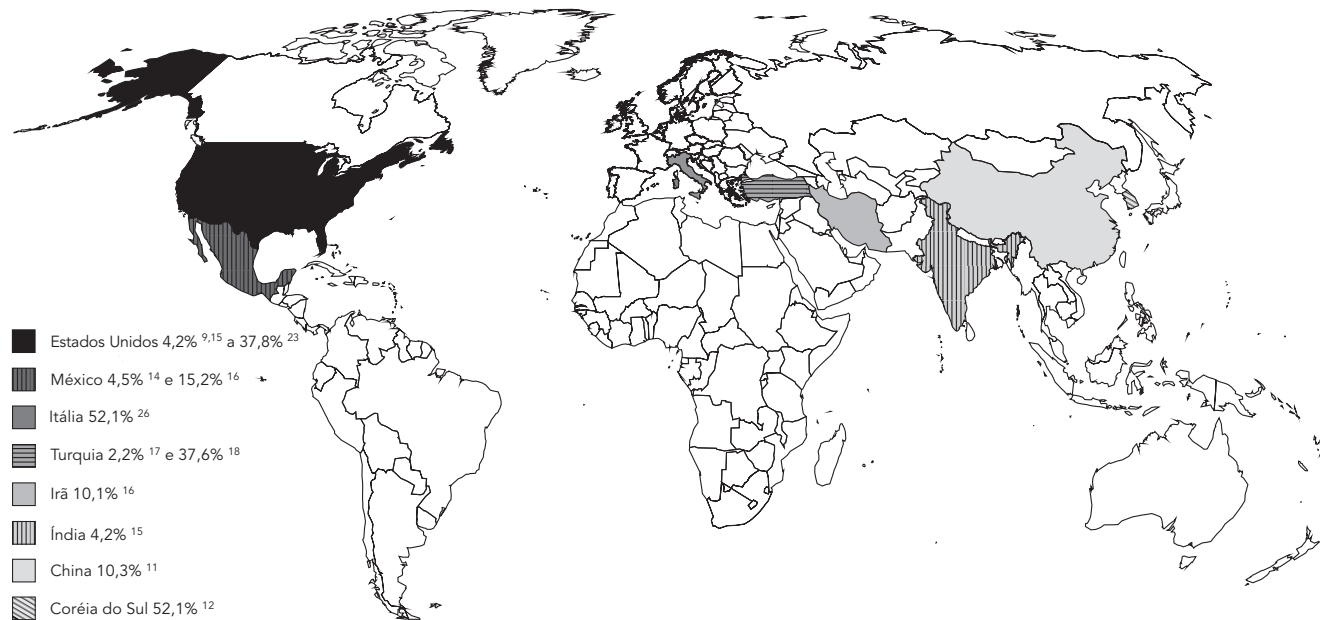 Estados Unidos 4,2% 9,15 a 37,8% 23
México 4,5% 14 e 15,2% 16
Itália 52,1% 26
Turquia 2,2% 17 e 37,6% 18
Irã 10,1% 16
Índia 4,2% 15
China 10,3% 11
Coréia do Sul 52,1% 12